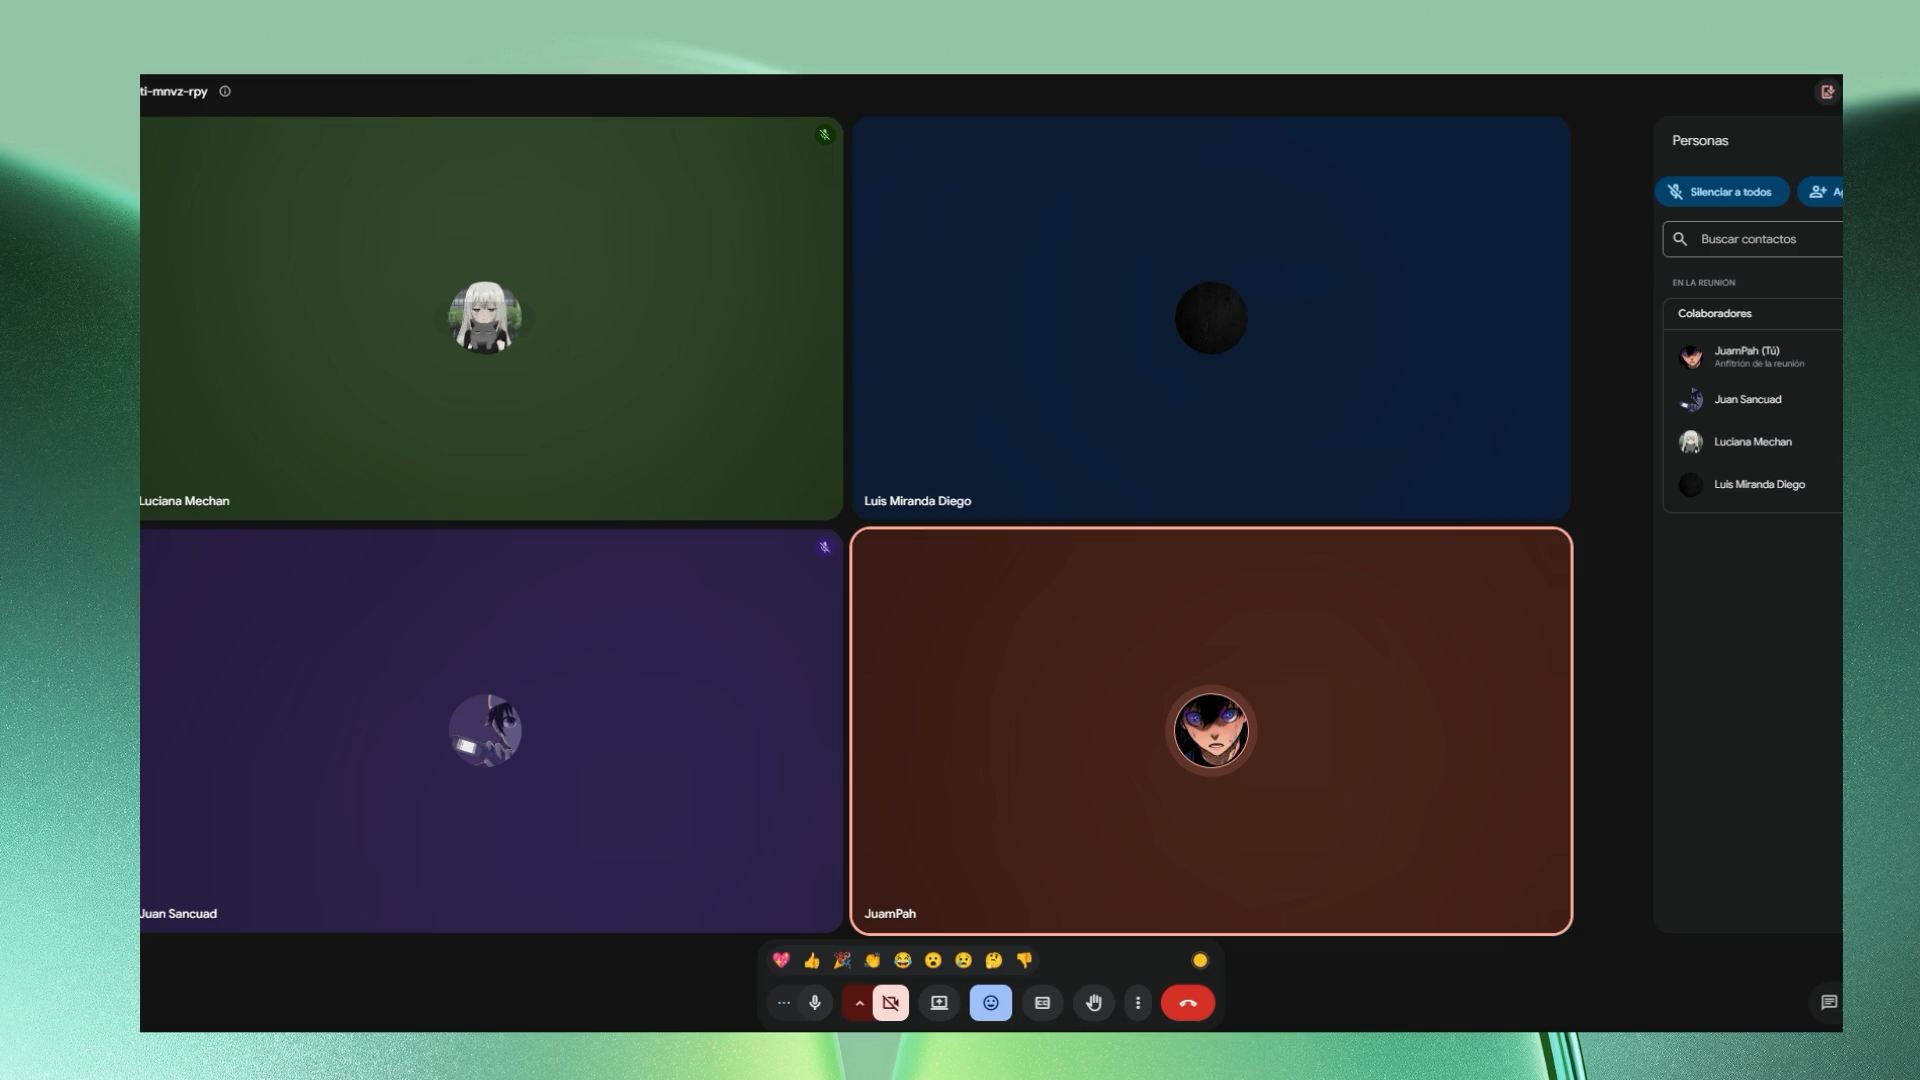 ti-mnvz-rpy
Luciana Mechan
Luis Miranda Diego
Juan Sancuad
JuamPah
Personas
Silenciar a todos
Buscar contactos
EN LA REUNIÓN
Colaboradores
JuamPah (Tú)
Anfitrión de la reunión
Juan Sancuad
Luciana Mechan
Luis Miranda Diego